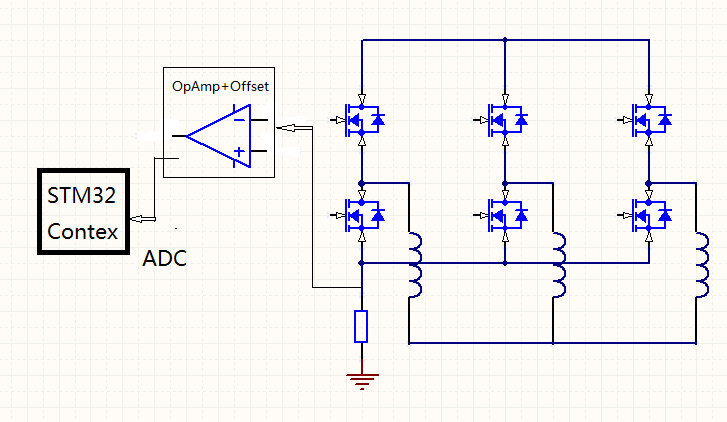 OpAmp+Offset
STM32
Contex
ADC